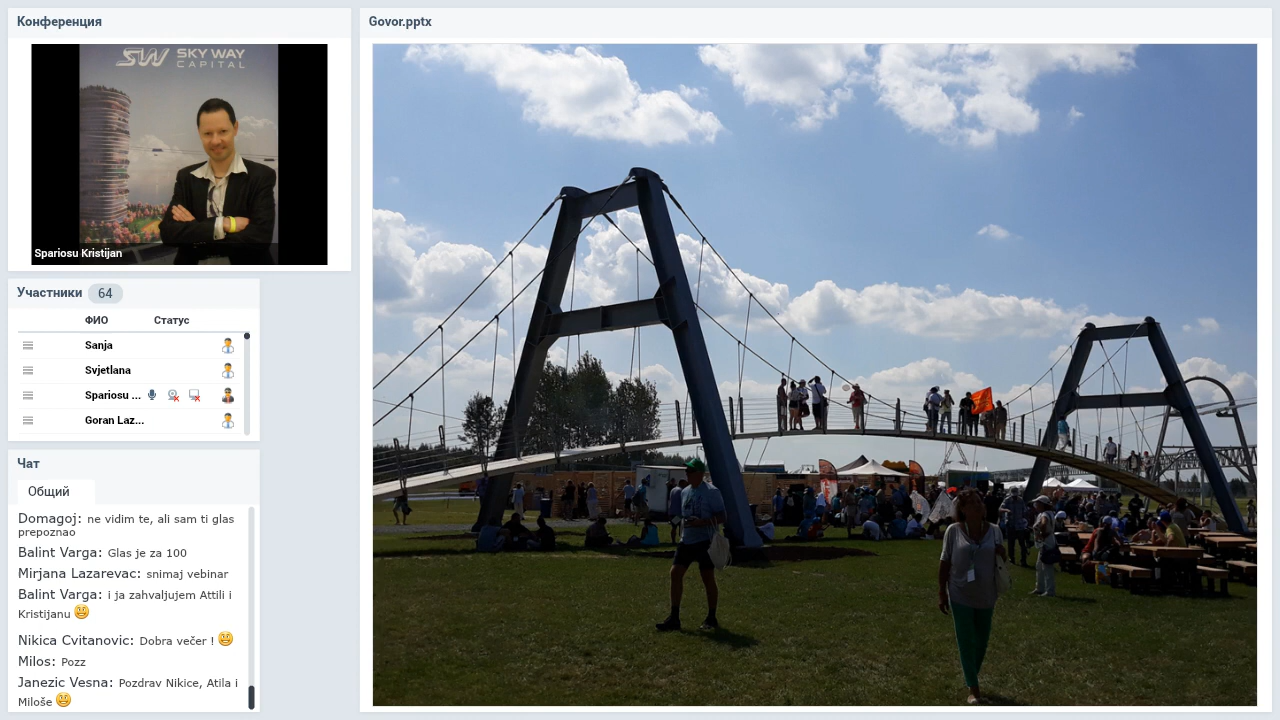 Конференция
SW SKY WAY
CAPITAL
Spariosu Kristijan
Участники 64
ФИО Статус
Sanja
Svjetlana
Spariosu ...
Goran Laz...
Чат
Общий
Domagoj: ne vidim te, ali sam ti glas
prepoznao
Balint Varga: Glas je za 100
Mirjana Lazarevac: snimaj vebinar
Balint Varga: i ja zahvaljujem Attili i
Kristijanu
Nikica Cvitanovic: Dobra večer !
Milos: Pozz
Janezic Vesna: Pozdrav Nikice, Atila i
Miloše
Govor.pptx